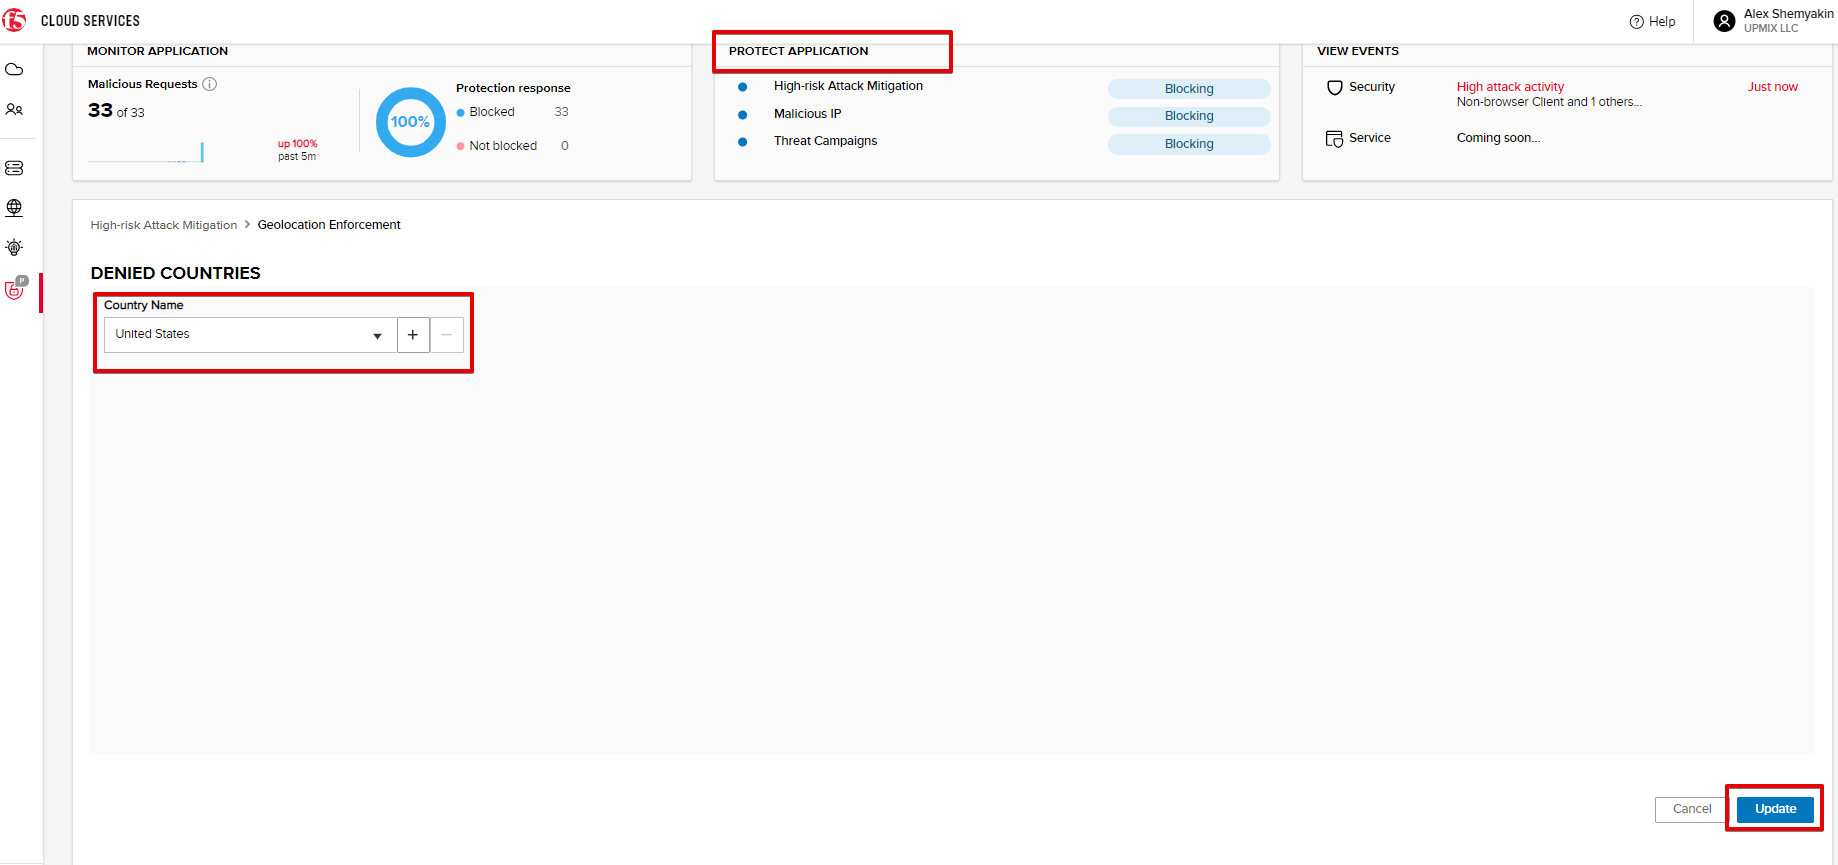 f5 CLOUD SERVICES
Help
Alex Shemyakin
UPMIX LLC
P
MONITOR APPLICATION
Malicious Requests
33 of 33
up 100%
past 5m
100%
Protection response
Blocked 33
Not blocked 0
PROTECT APPLICATION
High-risk Attack Mitigation Blocking
Malicious IP Blocking
Threat Campaigns Blocking
VIEW EVENTS
Security High attack activity Just now
Non-browser Client and 1 others...
Service Coming soon...
High-risk Attack Mitigation > Geolocation Enforcement
DENIED COUNTRIES
Country Name
United States
Cancel Update